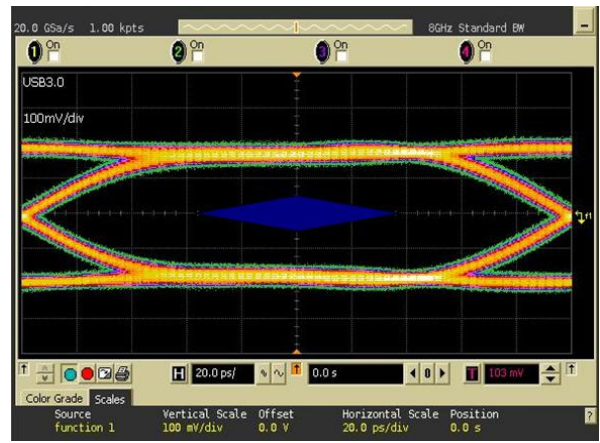 20.0 GSa/s 1.00 kpts 8GHz Standard BW
1 On 2 On 3 On 4 On
USB3.0
100mV/div
f1
H 20.0 ps/ 0.0 s 0 T 103 mV
Color Grade Scales
Source Vertical Scale Offset Horizontal Scale Position
function 1 100 mV/div 0.0 V 20.0 ps/div 0.0 s
?